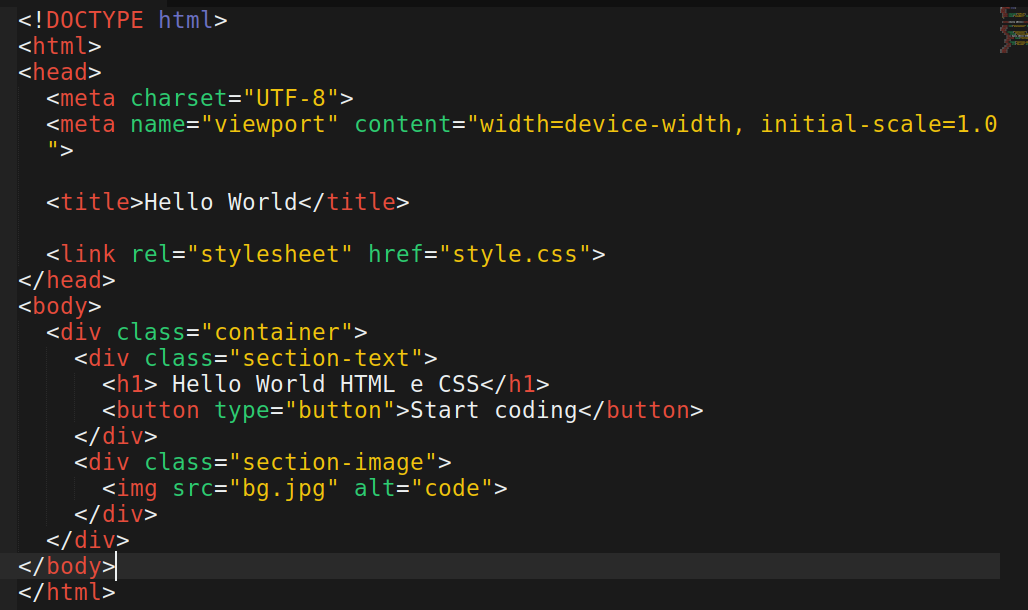 <!DOCTYPE html>
<html>
<head>
  <meta charset="UTF-8">
  <meta name="viewport" content="width=device-width, initial-scale=1.0
  ">

  <title>Hello World</title>

  <link rel="stylesheet" href="style.css">
</head>
<body>
  <div class="container">
    <div class="section-text">
      <h1> Hello World HTML e CSS</h1>
      <button type="button">Start coding</button>
    </div>
    <div class="section-image">
      <img src="bg.jpg" alt="code">
    </div>
  </div>
</body>
</html>